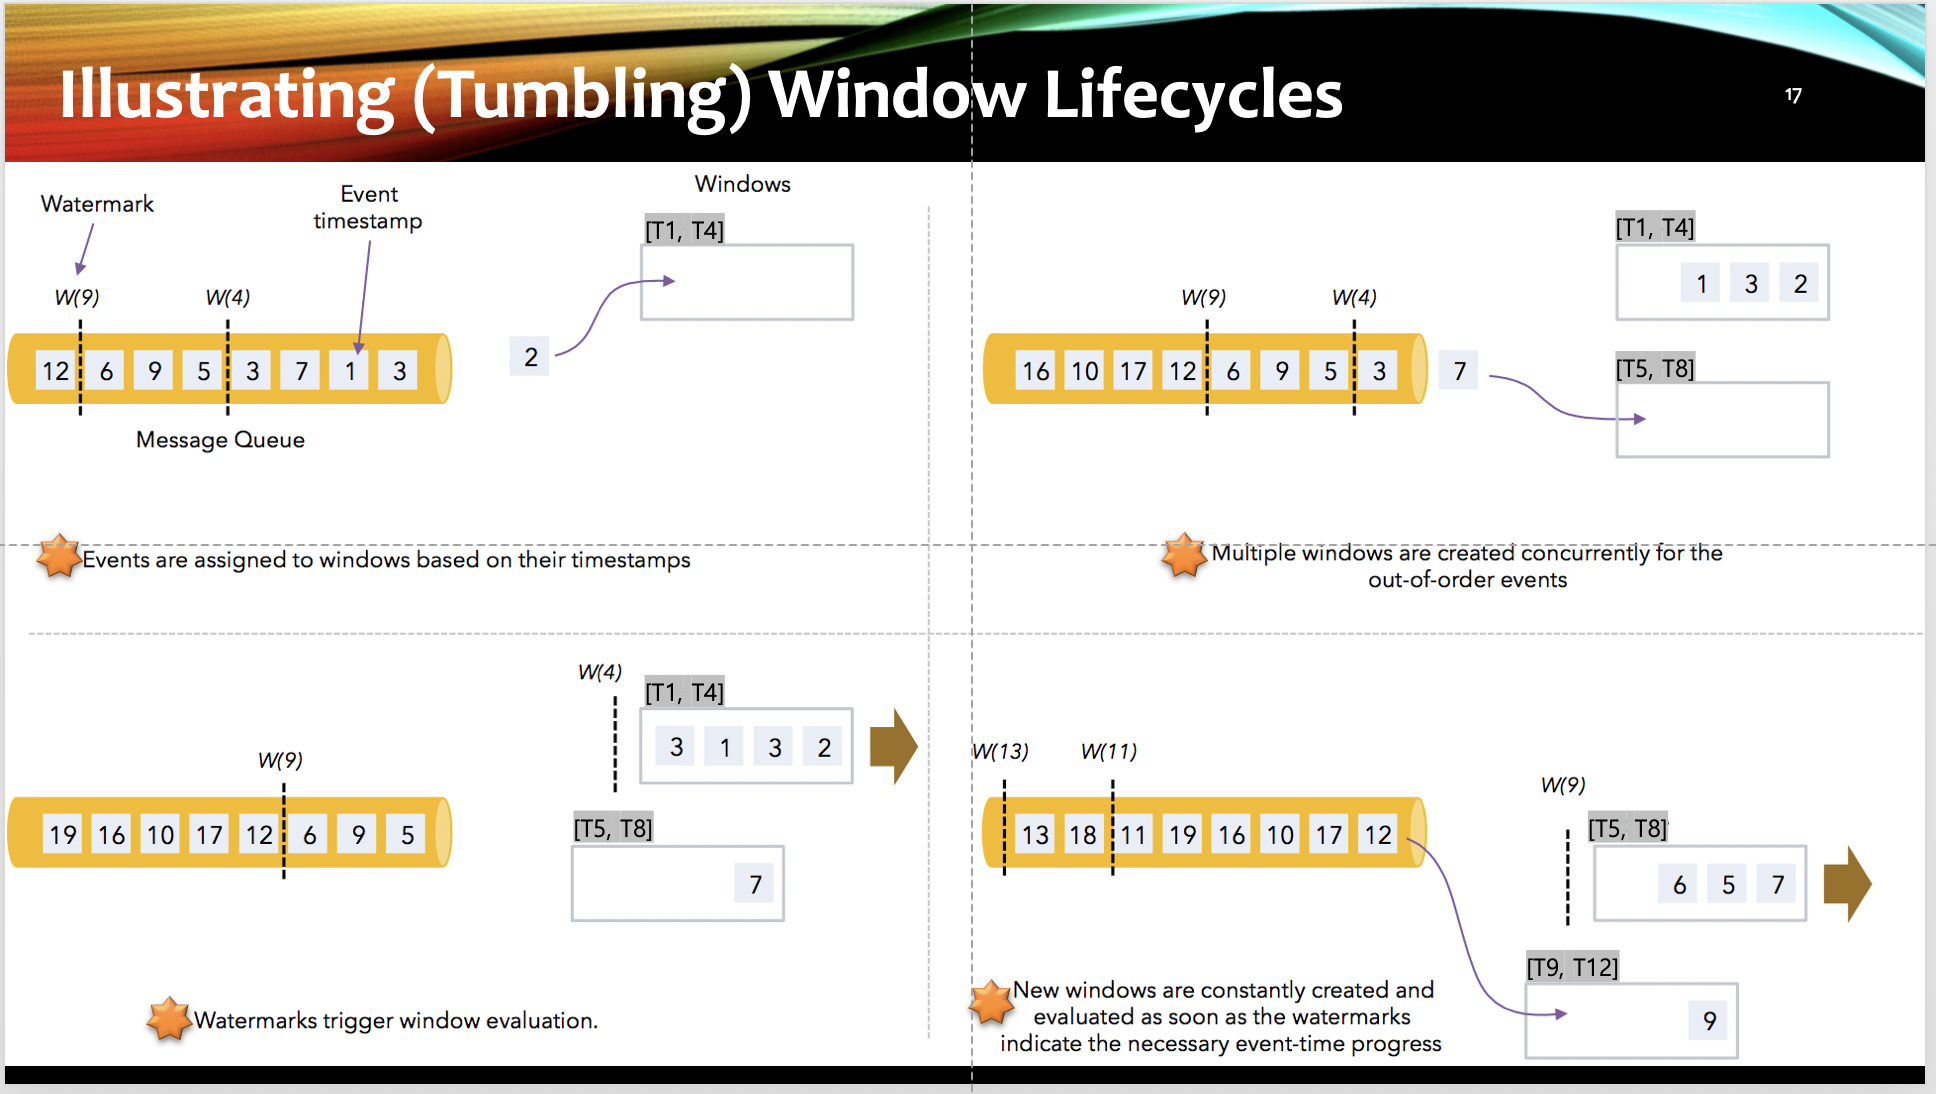 Illustrating (Tumbling) Window Lifecycles
17
Watermark
Event
timestamp
Windows
[T1, T4]
W(9)
W(4)
12 6 9 5 3 7 1 3
2
Message Queue
Events are assigned to windows based on their timestamps
[T1, T4]
1 3 2
W(9)
W(4)
16 10 17 12 6 9 5 3
7
[T5, T8]
Multiple windows are created concurrently for the
out-of-order events
W(4)
[T1, T4]
3 1 3 2
W(9)
19 16 10 17 12 6 9 5
[T5, T8]
7
Watermarks trigger window evaluation.
W(13)
W(11)
13 18 11 19 16 10 17 12
W(9)
[T5, T8]
6 5 7
[T9, T12]
9
New windows are constantly created and
evaluated as soon as the watermarks
indicate the necessary event-time progress